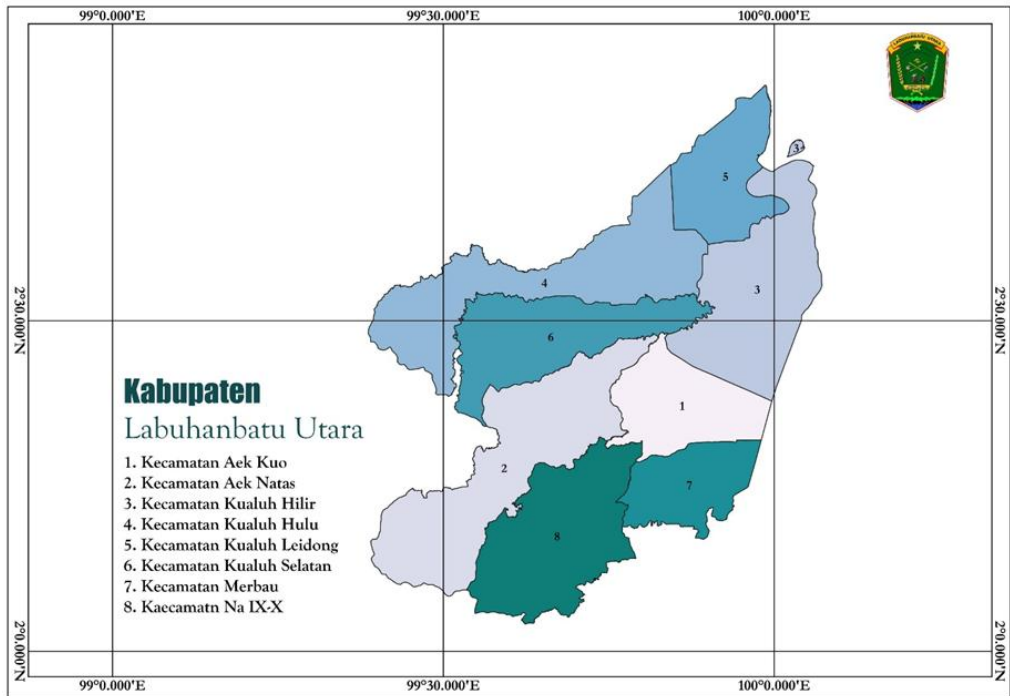 99°0.000'E 99°30.000'E 100°0.000'E
LABUHANBATU UTARA
3
5
4
3
2°30.000'N 2°30.000'N
6
Kabupaten
Labuhanbatu Utara
1
1. Kecamatan Aek Kuo
2. Kecamatan Aek Natas
2
3. Kecamatan Kualuh Hilir
7
4. Kecamatan Kualuh Hulu
5. Kecamatan Kualuh Leidong
8
6. Kecamatan Kualuh Selatan
7. Kecamatan Merbau
8. Kaecamatn Na IX-X
2°0.000'N 2°0.000'N
99°0.000'E 99°30.000'E 100°0.000'E